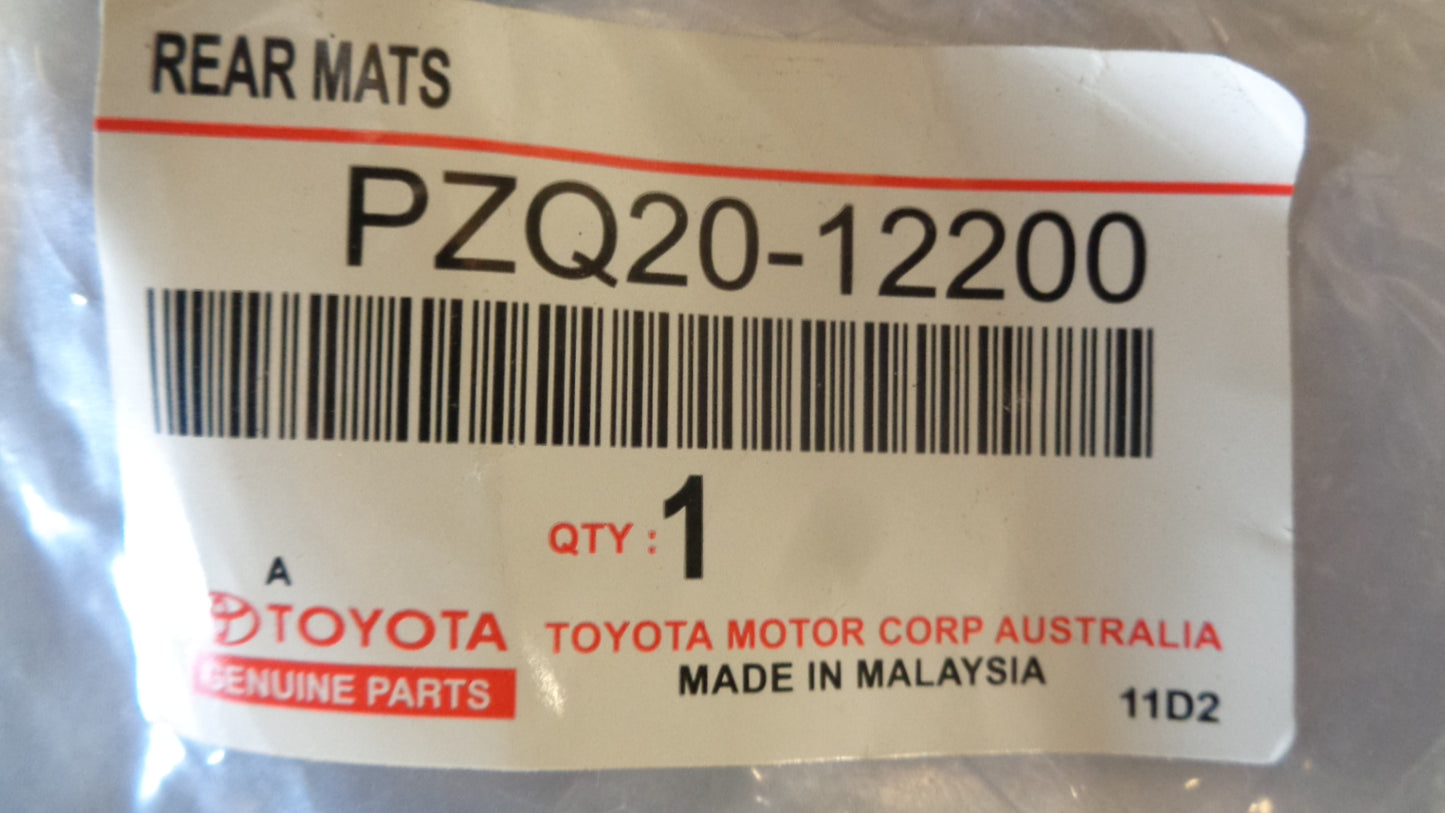 REAR MATS
PZQ20-12200
QTY : 1
A
TOYOTA
GENUINE PARTS
TOYOTA MOTOR CORP AUSTRALIA
MADE IN MALAYSIA
11D2